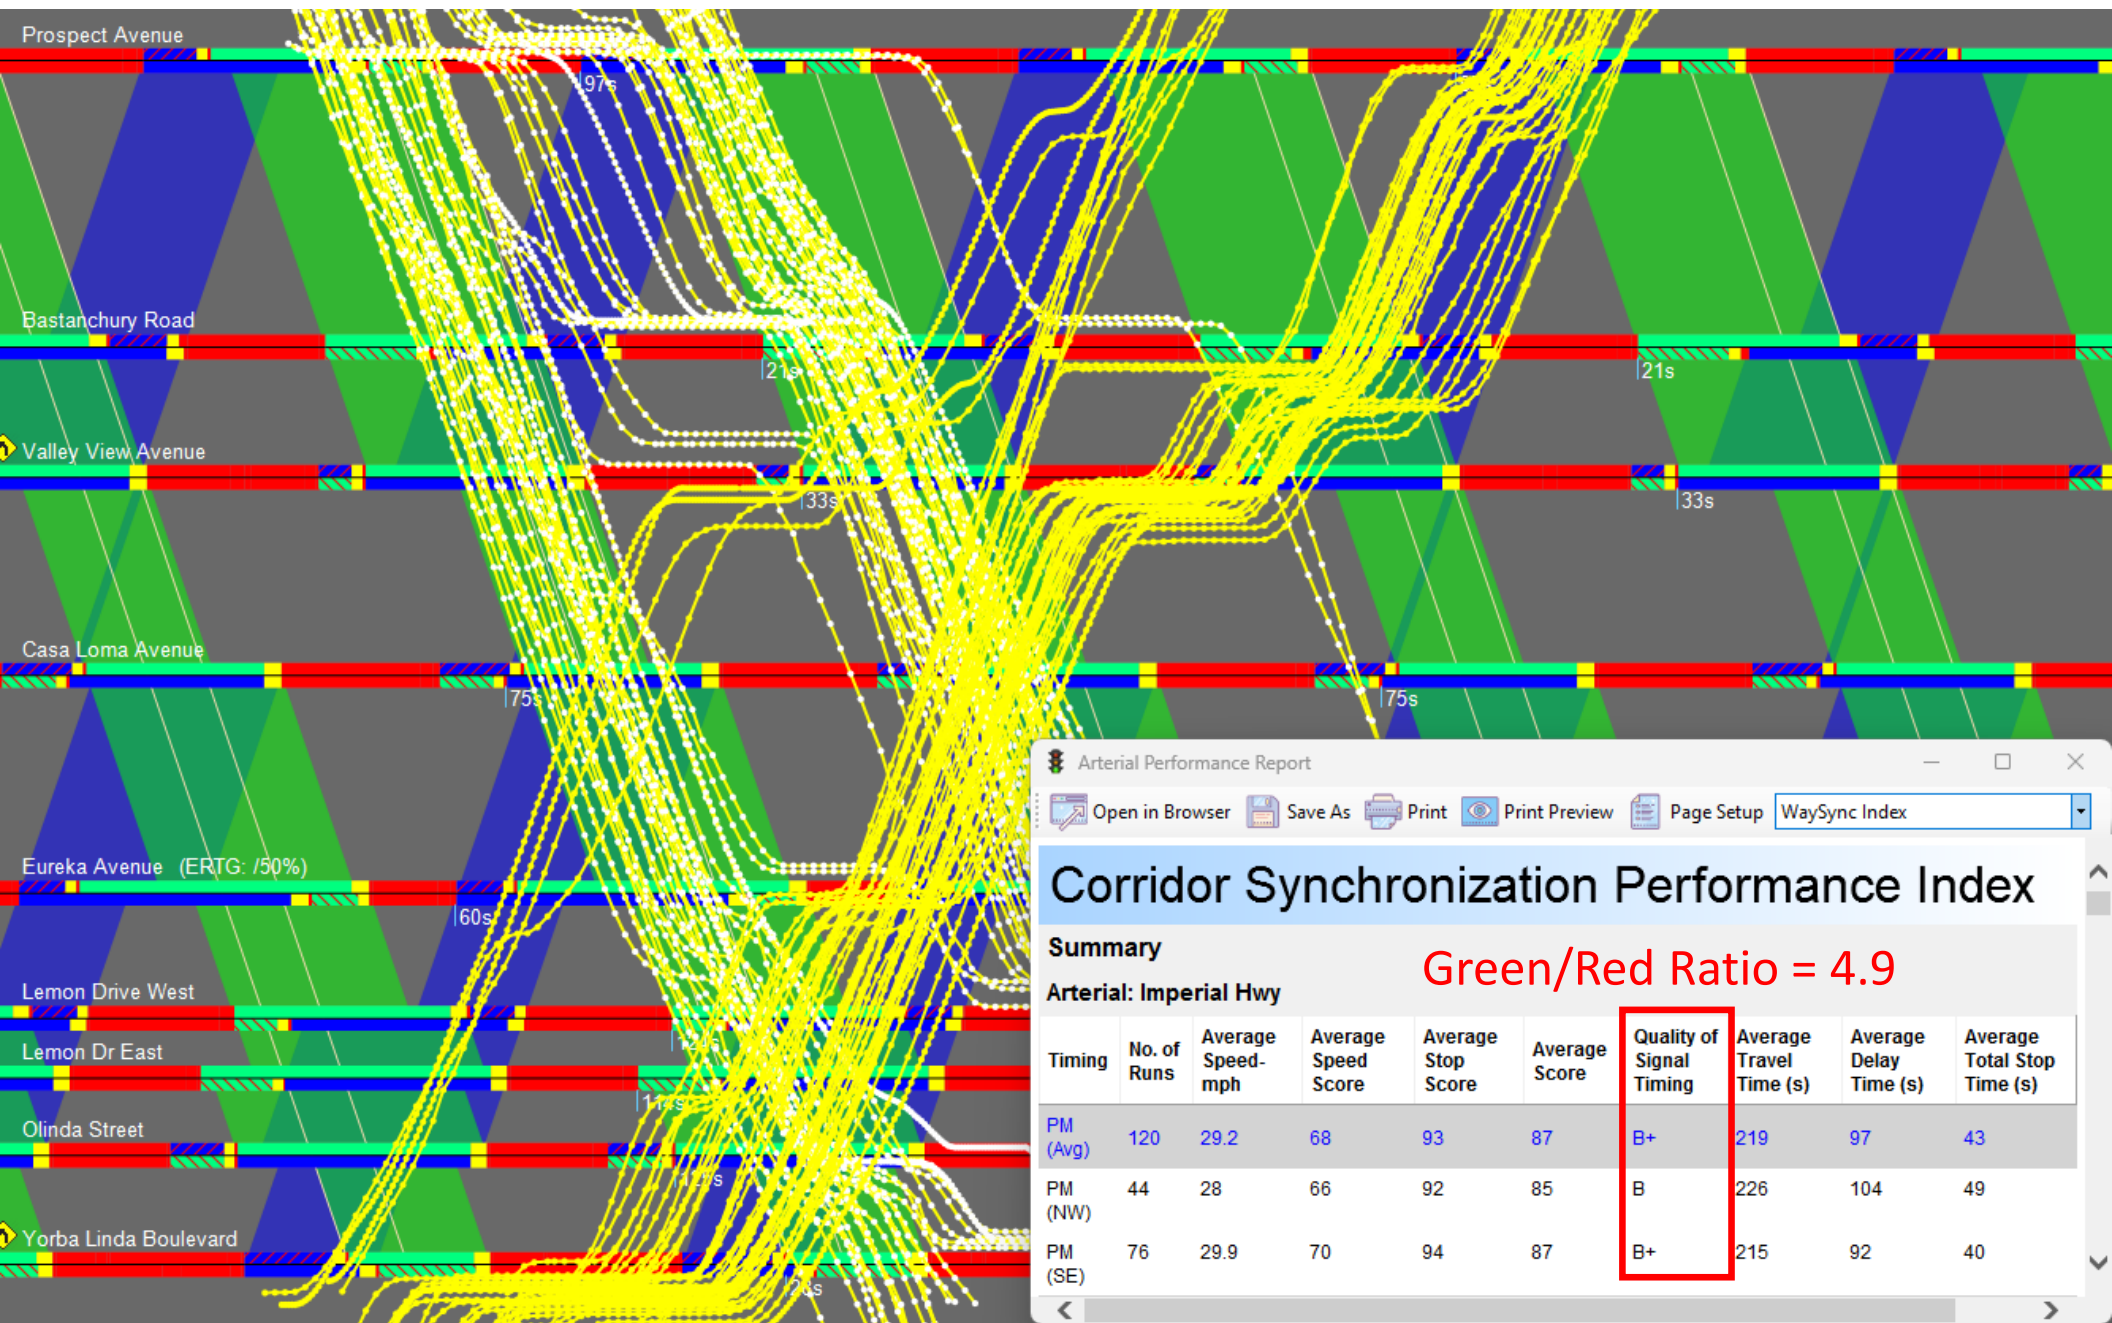 Prospect Avenue
97s
Bastanchury Road
21s
21s
Valley View Avenue
33s
33s
Casa Loma Avenue
75s
75s
Eureka Avenue (ERTG: /50%)
60s
Lemon Drive West
Lemon Dr East
Olinda Street
Yorba Linda Boulevard
Arterial Performance Report
Open in Browser Save As Print Print Preview Page Setup WaySync Index
Corridor Synchronization Performance Index
Summary
Green/Red Ratio = 4.9
Arterial: Imperial Hwy
Timing No. of Runs Average Speed-mph Average Speed Score Average Stop Score Average Score Quality of Signal Timing Average Travel Time (s) Average Delay Time (s) Average Total Stop Time (s)
PM (Avg) 120 29.2 68 93 87 B+ 219 97 43
PM (NW) 44 28 66 92 85 B 226 104 49
PM (SE) 76 29.9 70 94 87 B+ 215 92 40